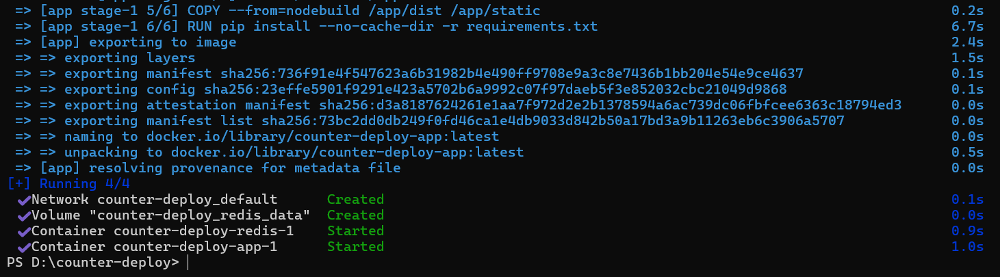 => [app stage-1 5/6] COPY --from=nodebuild /app/dist /app/static 0.2s
=> [app stage-1 6/6] RUN pip install --no-cache-dir -r requirements.txt 6.7s
=> [app] exporting to image 2.4s
=> => exporting layers 1.5s
=> => exporting manifest sha256:736f91e4f547623a6b31982b4e490ff9708e9a3c8e7436b1bb204e54e9ce4637 0.1s
=> => exporting config sha256:23effe5901f9291e423a5702b6a9992c07f97daeb5f3e852032cbc21049d9868 0.1s
=> => exporting attestation manifest sha256:d3a8187624261e1aa7f972d2e2b1378594a6ac739dc06fbfcee6363c18794ed3 0.0s
=> => exporting manifest list sha256:73bc2dd0db249f0fd46ca1e4db9033d842b50a17bd3a9b11263eb6c3906a5707 0.0s
=> => naming to docker.io/library/counter-deploy-app:latest 0.0s
=> => unpacking to docker.io/library/counter-deploy-app:latest 0.5s
=> [app] resolving provenance for metadata file 0.0s
[+] Running 4/4
✔Network counter-deploy_default Created 0.1s
✔Volume "counter-deploy_redis_data" Created 0.0s
✔Container counter-deploy-redis-1 Started 0.9s
✔Container counter-deploy-app-1 Started 1.0s
PS D:\counter-deploy>